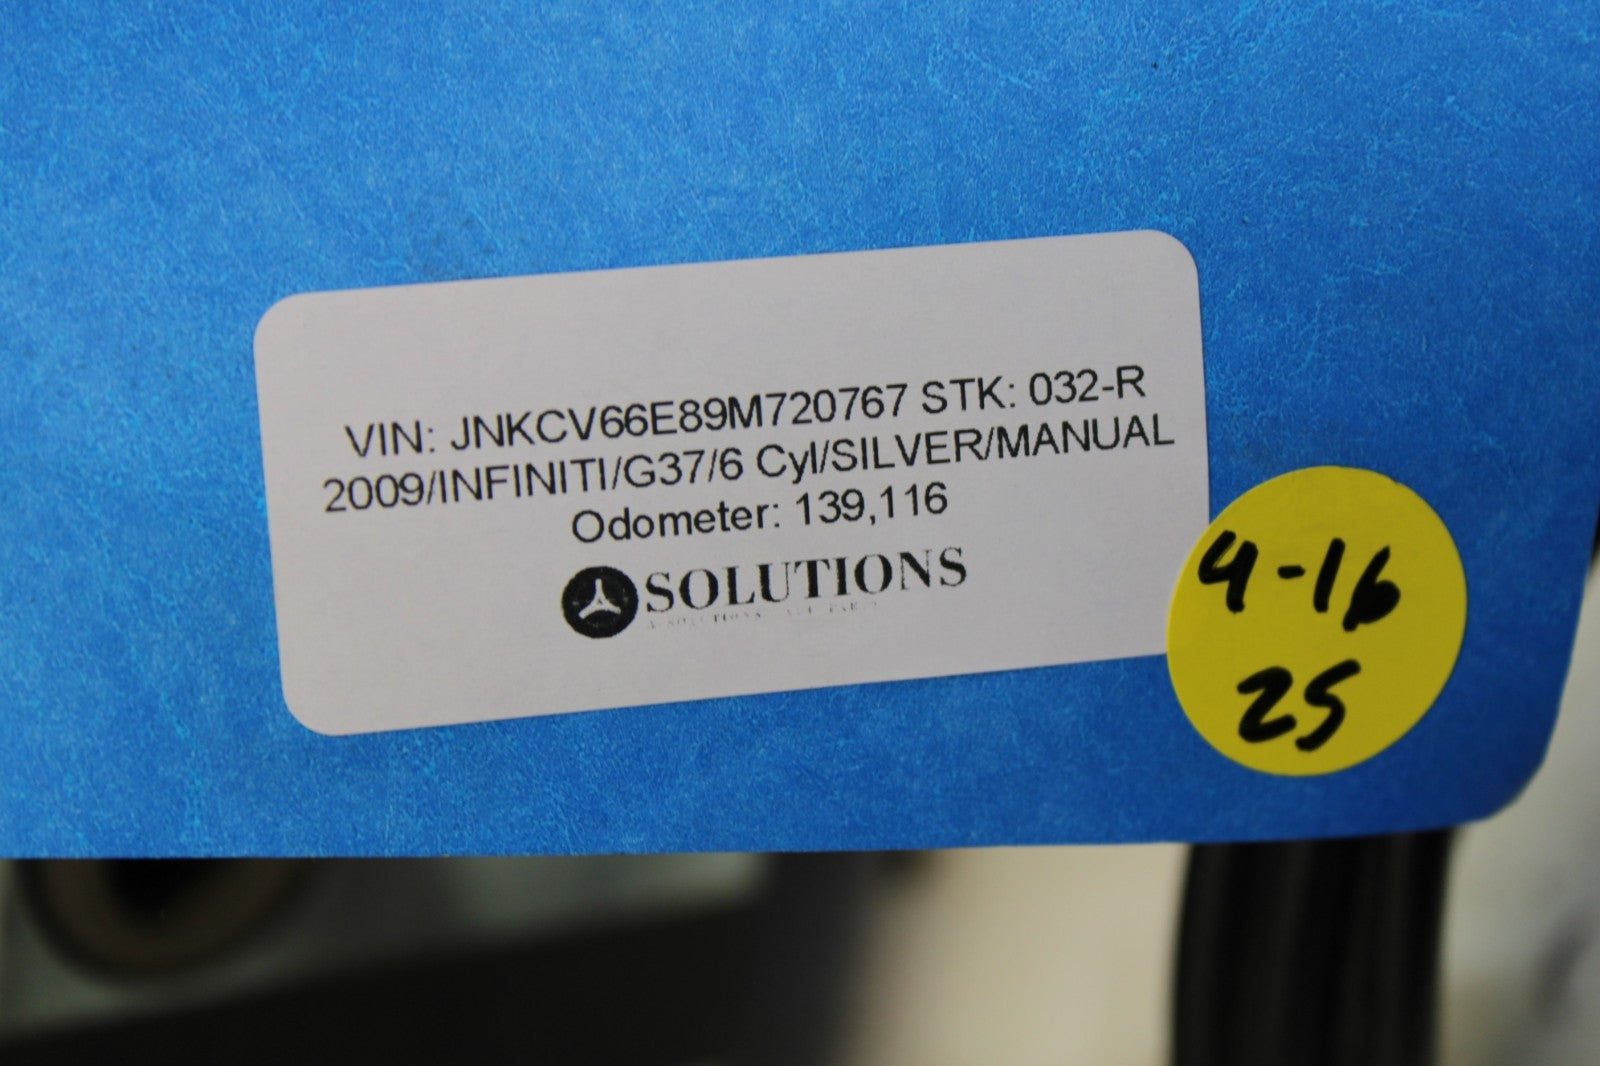 VIN: JNKCV66E89M720767 STK: 032-R
2009/INFINITI/G37/6 Cyl/SILVER/MANUAL
Odometer: 139,116
SOLUTIONS
4-16
25